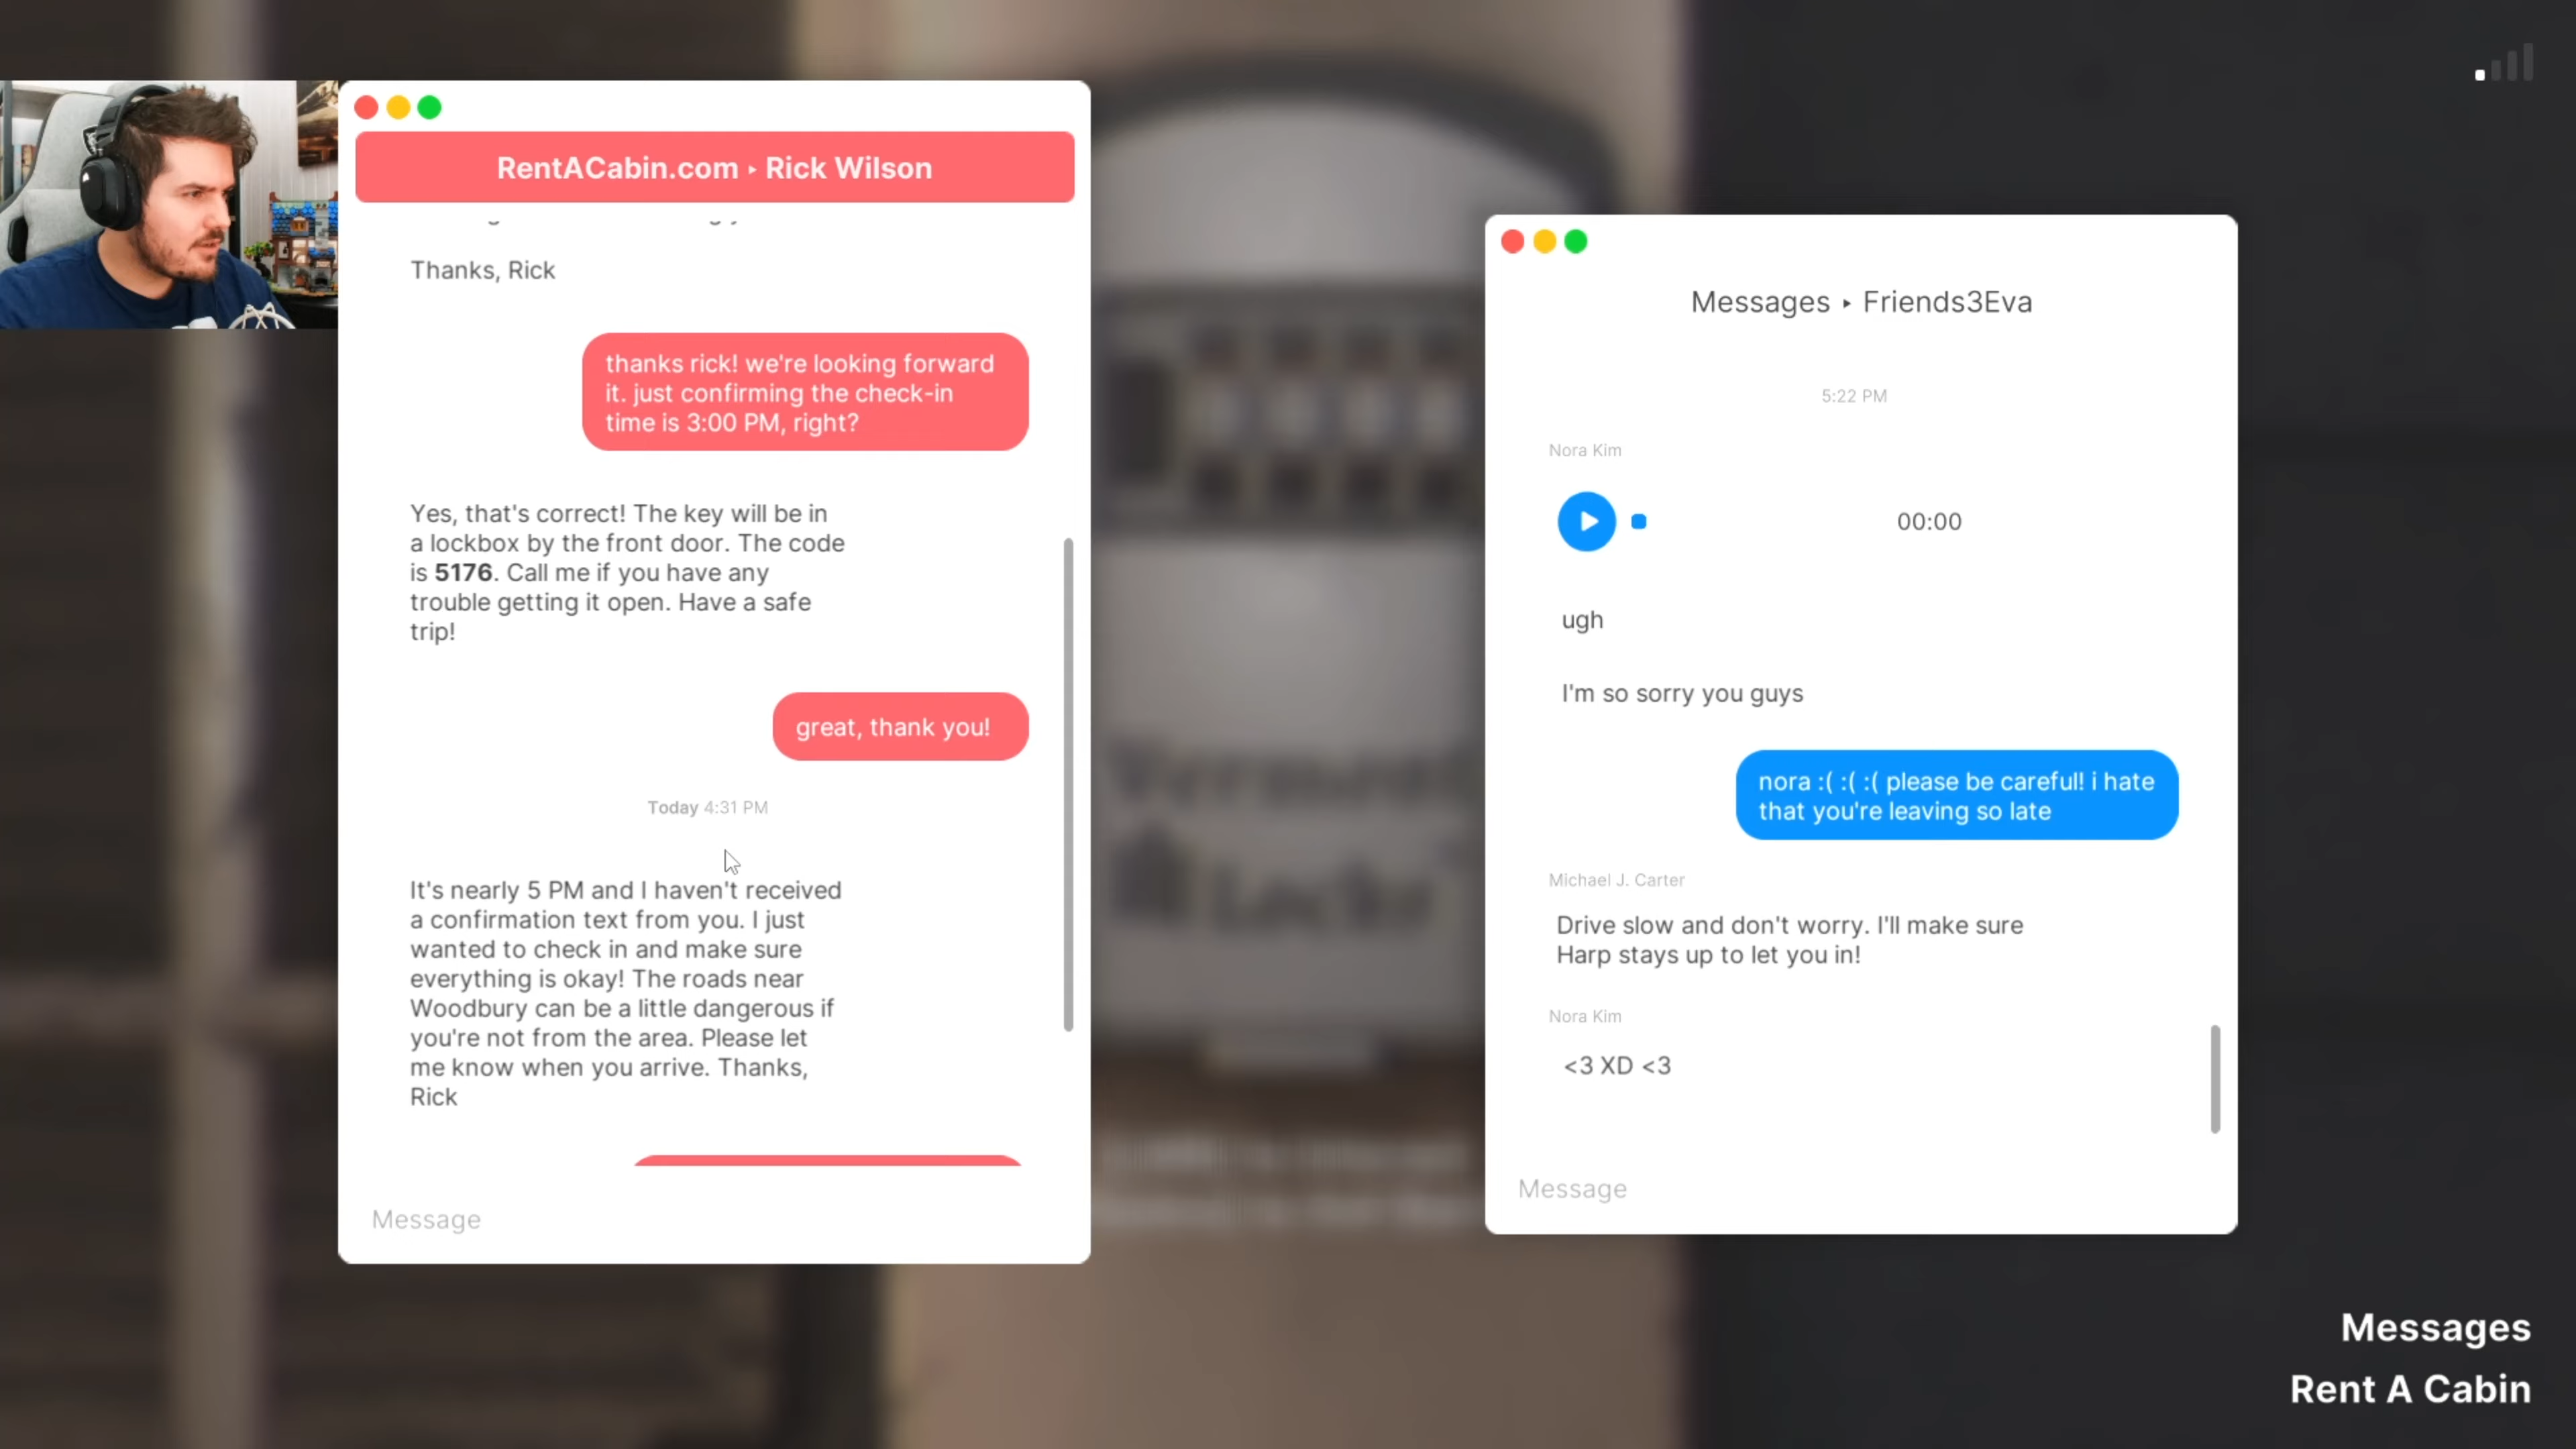 RentACabin.com ▸ Rick Wilson
Thanks, Rick
thanks rick! we're looking forward
it. just confirming the check-in
time is 3:00 PM, right?
Yes, that's correct! The key will be in
a lockbox by the front door. The code
is 5176. Call me if you have any
trouble getting it open. Have a safe
trip!
great, thank you!
Today 4:31 PM
It's nearly 5 PM and I haven't received
a confirmation text from you. I just
wanted to check in and make sure
everything is okay! The roads near
Woodbury can be a little dangerous if
you're not from the area. Please let
me know when you arrive. Thanks,
Rick
Message
Messages ▸ Friends3Eva
5:22 PM
Nora Kim
00:00
ugh
I'm so sorry you guys
nora :( :( :( please be careful! i hate
that you're leaving so late
Michael J. Carter
Drive slow and don't worry. I'll make sure
Harp stays up to let you in!
Nora Kim
<3 XD <3
Message
Messages
Rent A Cabin